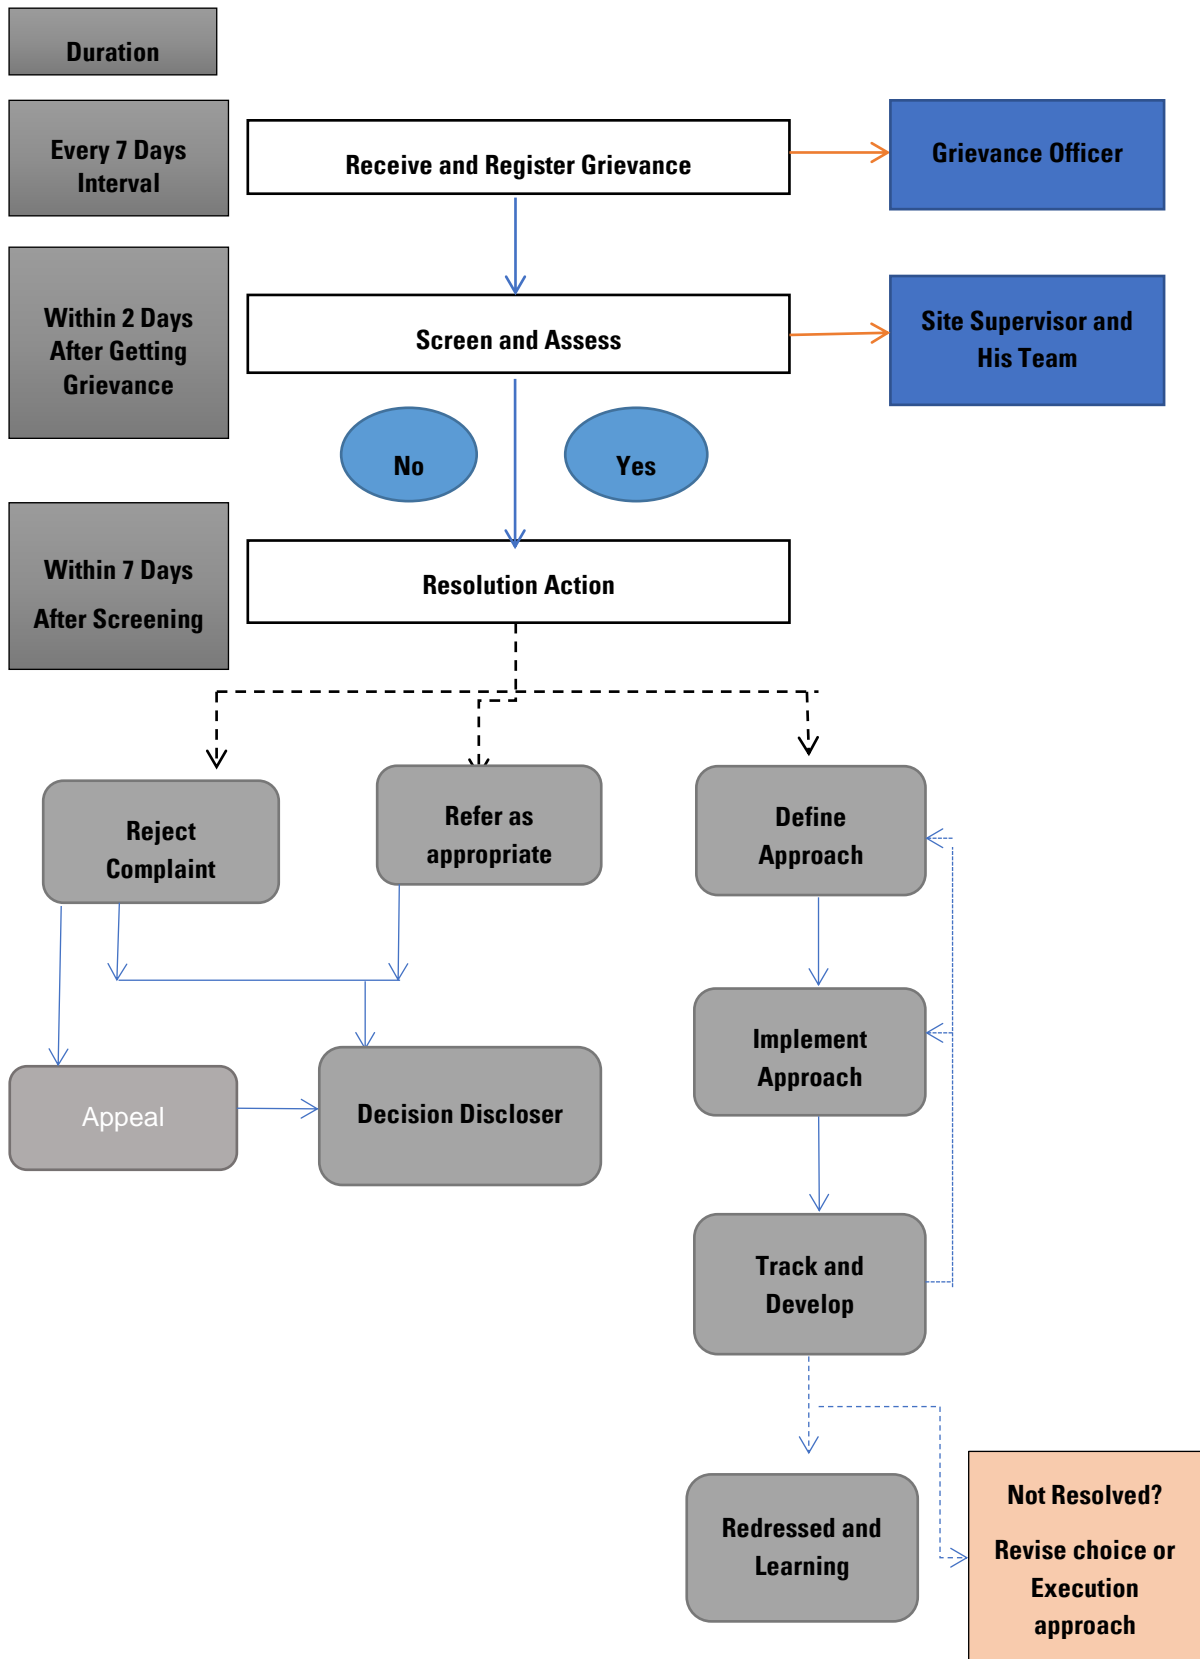 Duration
Every 7 Days
Interval
Receive and Register Grievance
Grievance Officer
Within 2 Days
After Getting
Grievance
Screen and Assess
Site Supervisor and
His Team
No
Yes
Within 7 Days
After Screening
Resolution Action
Reject
Complaint
Refer as
appropriate
Define
Approach
Implement
Approach
Appeal
Decision Discloser
Track and
Develop
Redressed and
Learning
Not Resolved?
Revise choice or
Execution
approach